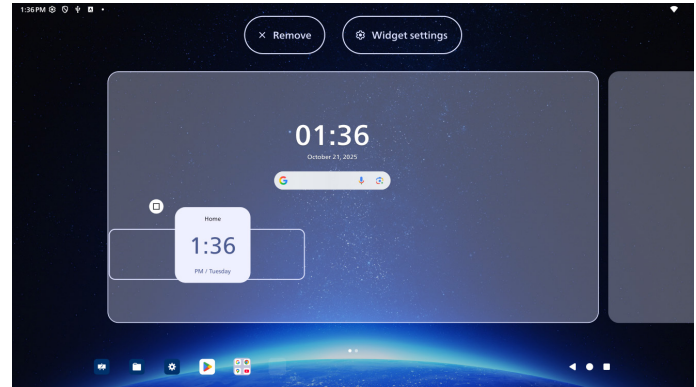 1:36 PM
Remove
Widget settings
01:36
October 21, 2025
Home
1:36
PM / Tuesday